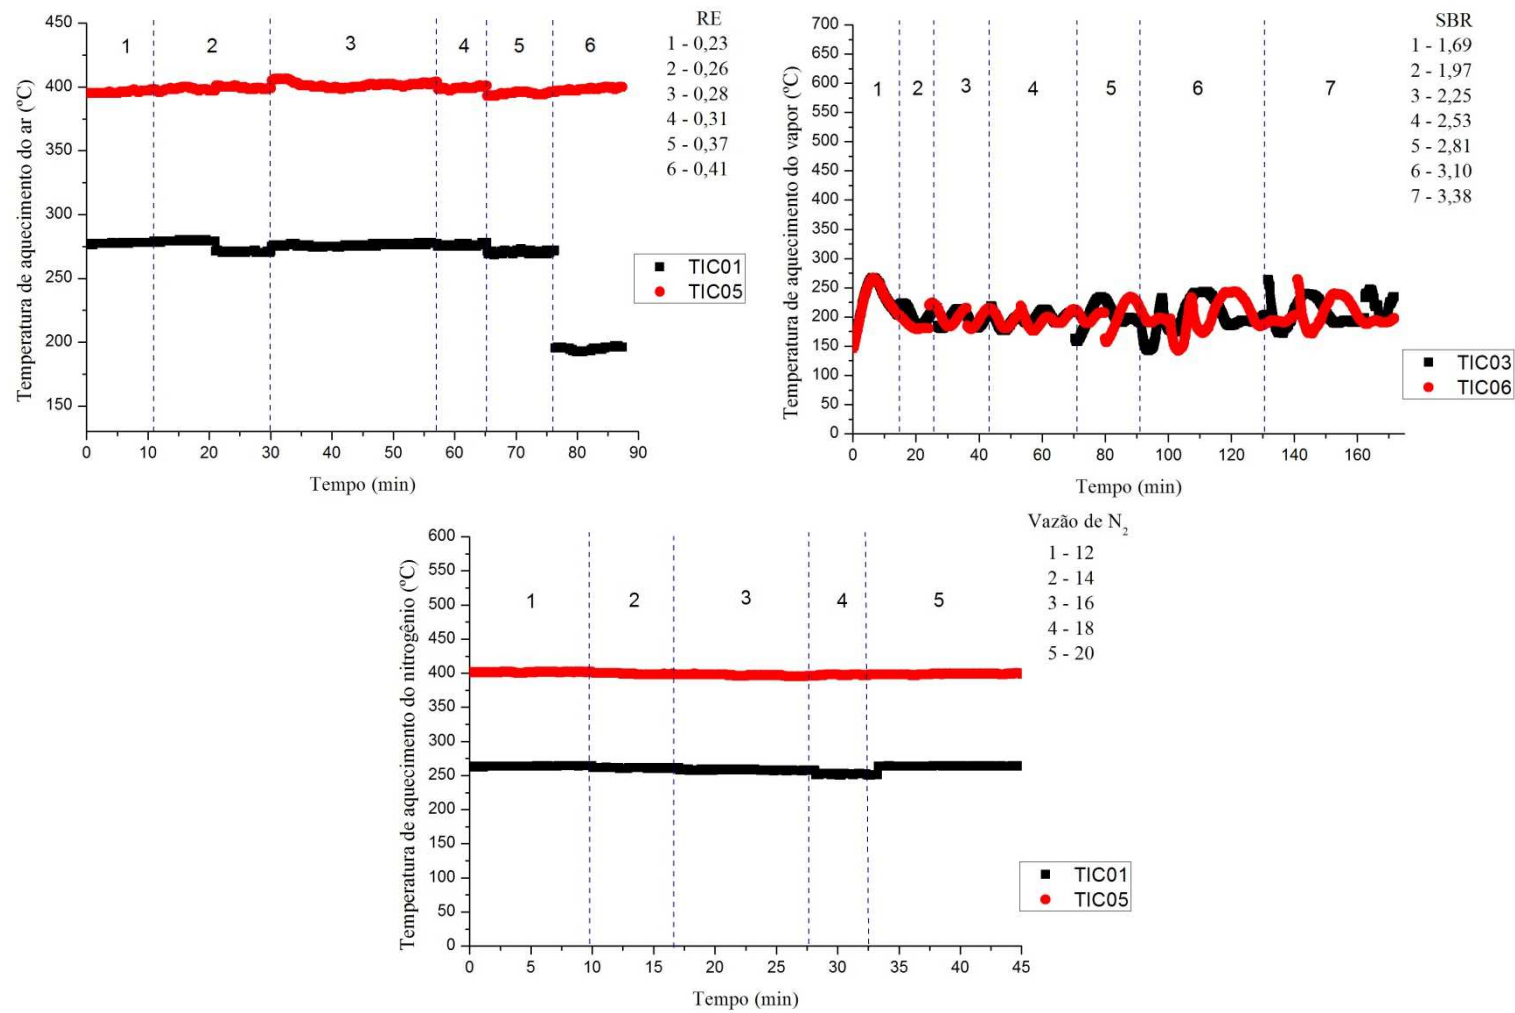 Temperatura de aquecimento do ar (ºC)
450
400
350
300
250
200
150
1
2
3
4
5
6
0
10
20
30
40
50
60
70
80
90
Tempo (min)
RE
1 - 0,23
2 - 0,26
3 - 0,28
4 - 0,31
5 - 0,37
6 - 0,41
TIC01
TIC05
Temperatura de aquecimento do vapor (ºC)
700
650
600
550
500
450
400
350
300
250
200
150
100
50
0
1
2
3
4
5
6
7
0
20
40
60
80
100
120
140
160
Tempo (min)
SBR
1 - 1,69
2 - 1,97
3 - 2,25
4 - 2,53
5 - 2,81
6 - 3,10
7 - 3,38
TIC03
TIC06
Temperatura de aquecimento do nitrogênio (ºC)
600
550
500
450
400
350
300
250
200
150
100
50
0
1
2
3
4
5
0
5
10
15
20
25
30
35
40
45
Tempo (min)
Vazão de N₂
1 - 12
2 - 14
3 - 16
4 - 18
5 - 20
TIC01
TIC05